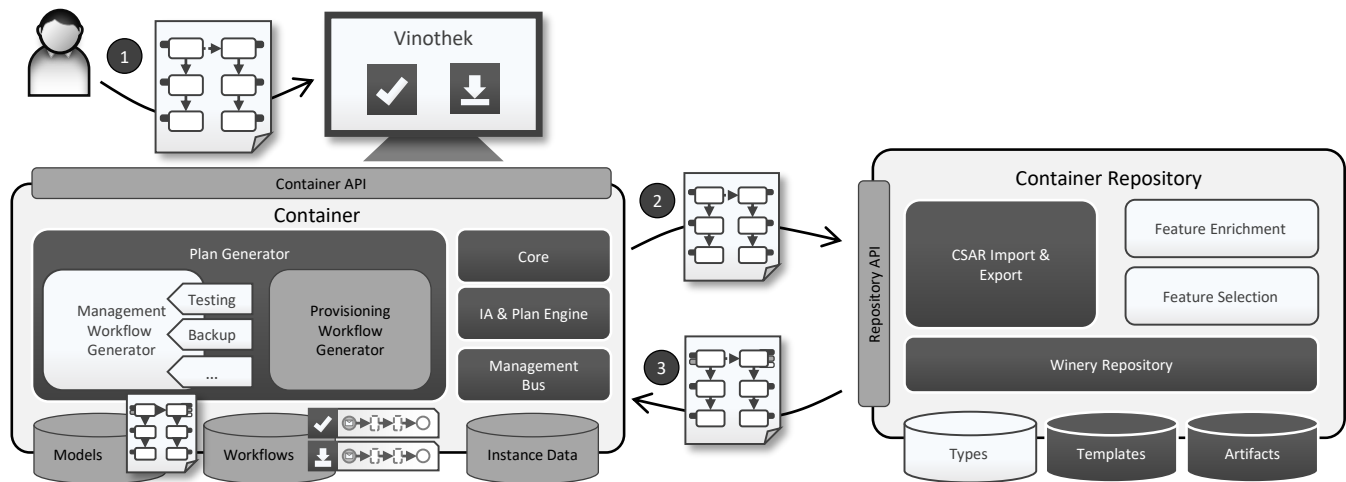 1
Vinothek
Container API
Container
Plan Generator
Management
Workflow
Generator
Testing
Backup
...
Provisioning
Workflow
Generator
Core
IA & Plan Engine
Management
Bus
Models
Workflows
Instance Data
2
3
Repository API
Container Repository
CSAR Import &
Export
Feature Enrichment
Feature Selection
Winery Repository
Types
Templates
Artifacts